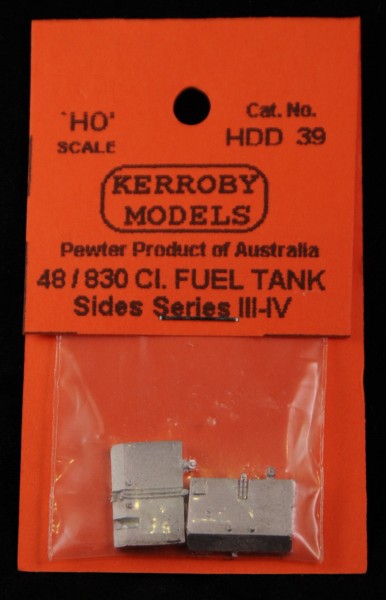 'HO' SCALE
Cat. No.
HDD 39
KERROBY
MODELS
Pewter Product of Australia
48 / 830 Cl. FUEL TANK
Sides Series III-IV